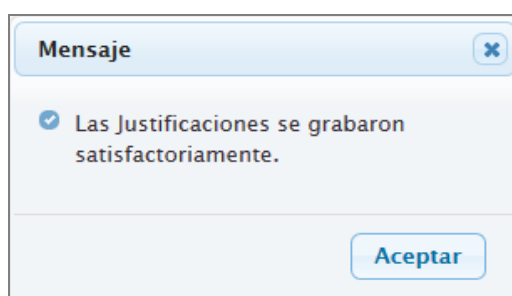 Mensaje
Las Justificaciones se grabaron
satisfactoriamente.
Aceptar